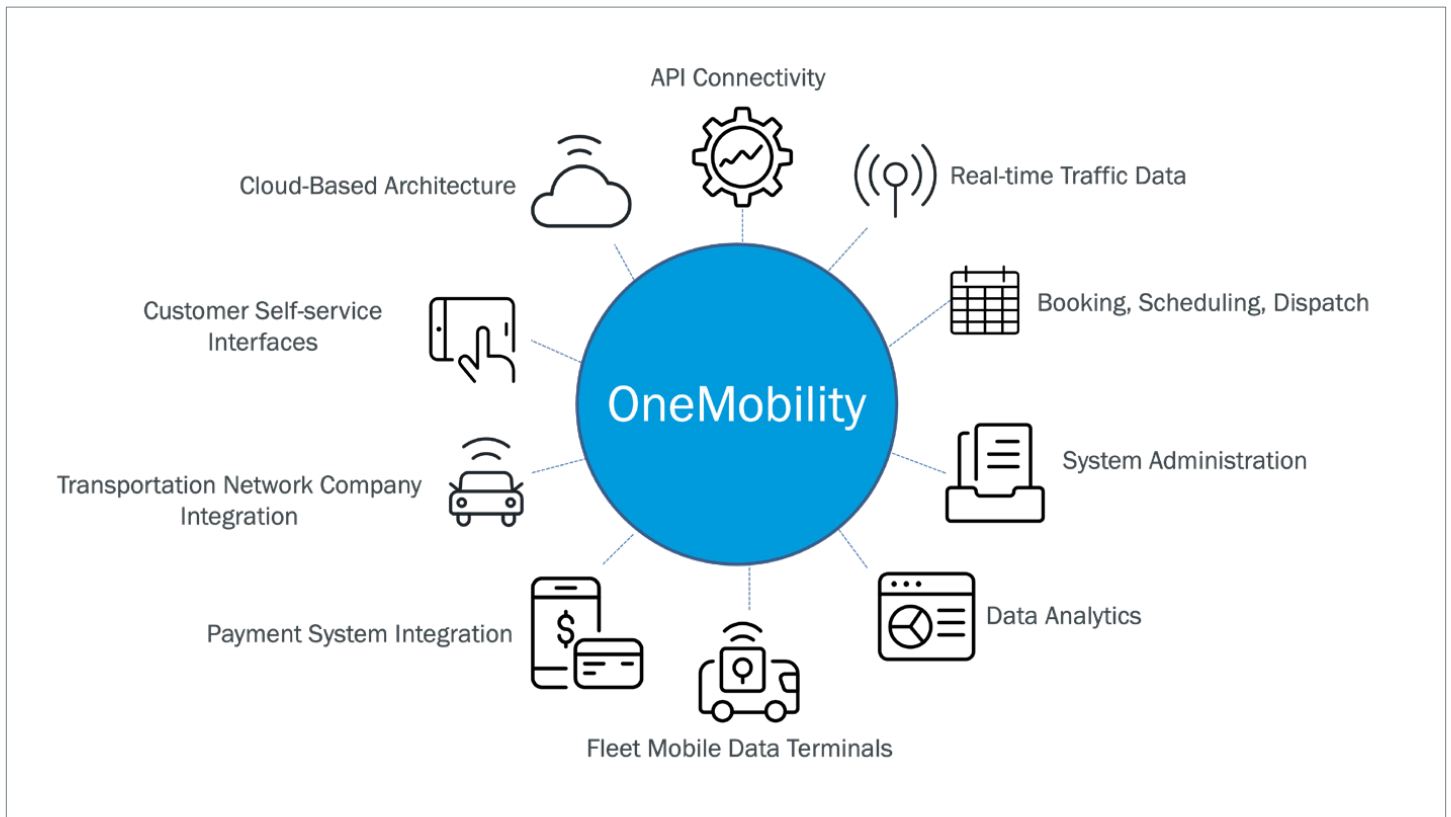 API Connectivity
Cloud-Based Architecture
Real-time Traffic Data
Customer Self-service
Interfaces
Booking, Scheduling, Dispatch
OneMobility
Transportation Network Company
Integration
System Administration
Payment System Integration
$
Data Analytics
Fleet Mobile Data Terminals